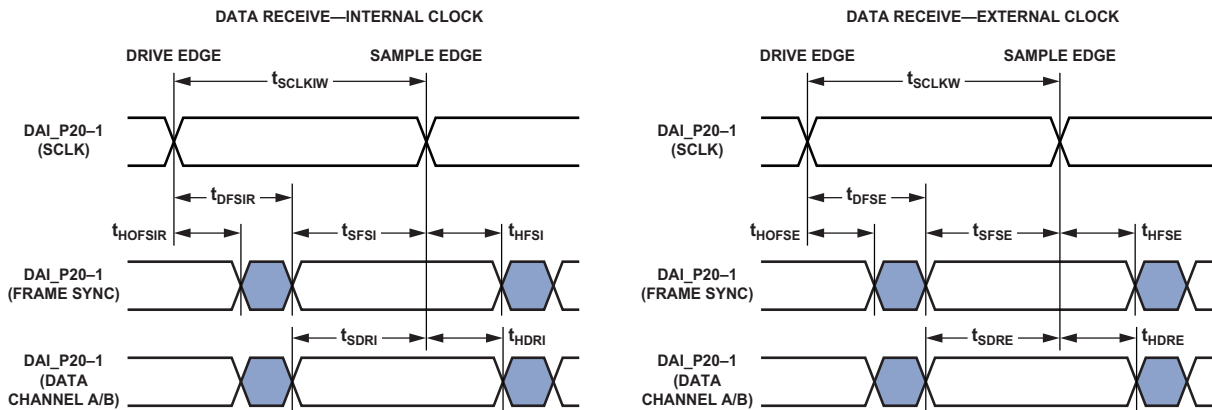 DATA RECEIVE—INTERNAL CLOCK
DRIVE EDGE
SAMPLE EDGE
tSCLKIW
DAI_P20–1
(SCLK)
tDFSIR
tHOFSIR
tSFSI
tHFSI
DAI_P20–1
(FRAME SYNC)
tSDRI
tHDRI
DAI_P20–1
(DATA
CHANNEL A/B)
DATA RECEIVE—EXTERNAL CLOCK
DRIVE EDGE
SAMPLE EDGE
tSCLKW
DAI_P20–1
(SCLK)
tDFSE
tHOFSE
tSFSE
tHFSE
DAI_P20–1
(FRAME SYNC)
tSDRE
tHDRE
DAI_P20–1
(DATA
CHANNEL A/B)